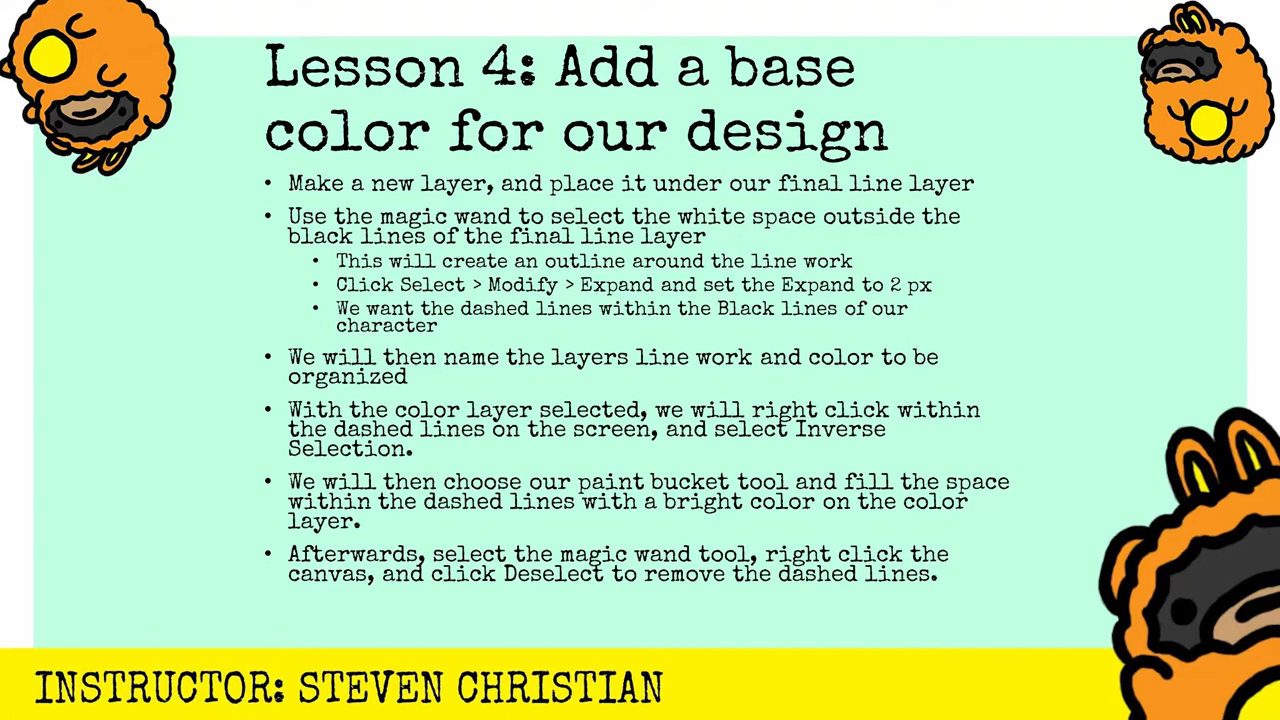 Lesson 4: Add a base
color for our design
• Make a new layer, and place it under our final line layer
• Use the magic wand to select the white space outside the
black lines of the final line layer
• This will create an outline around the line work
• Click Select > Modify > Expand and set the Expand to 2 px
• We want the dashed lines within the Black lines of our
character
• We will then name the layers line work and color to be
organized
• With the color layer selected, we will right click within
the dashed lines on the screen, and select Inverse
Selection.
• We will then choose our paint bucket tool and fill the space
within the dashed lines with a bright color on the color
layer.
• Afterwards, select the magic wand tool, right click the
canvas, and click Deselect to remove the dashed lines.
INSTRUCTOR: STEVEN CHRISTIAN